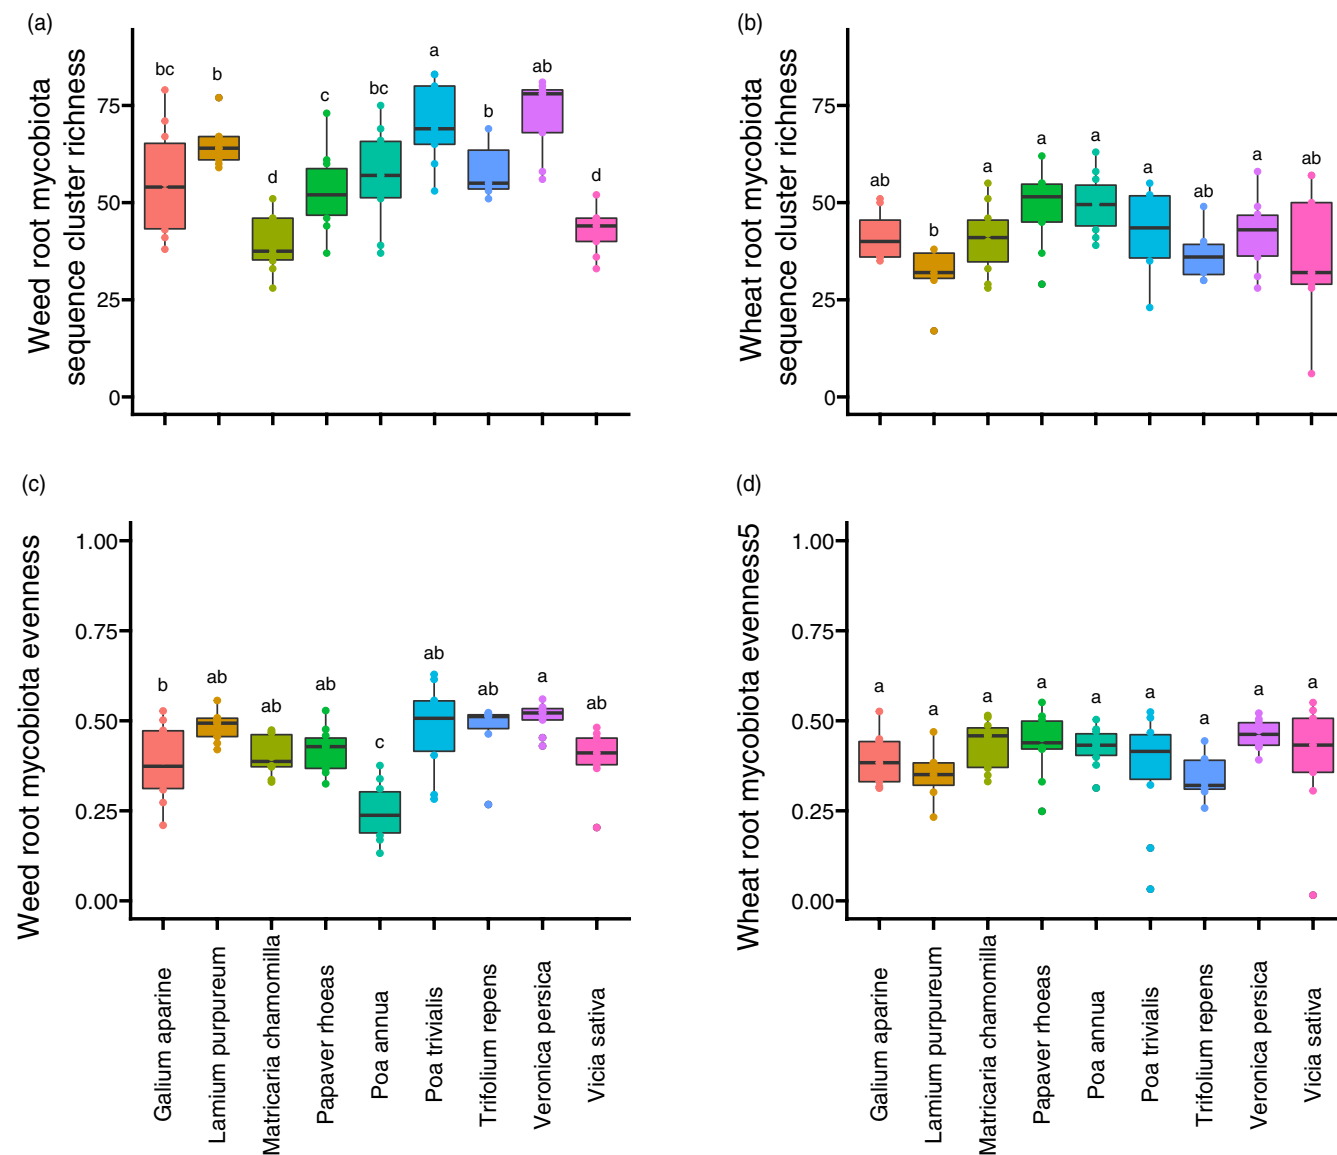 (a)
Weed root mycobiota
sequence cluster richness
75
50
25
0
bc
b
d
c
bc
a
b
ab
d
(b)
Wheat root mycobiota
sequence cluster richness
75
50
25
0
ab
b
a
a
a
a
ab
a
ab
(c)
Weed root mycobiota evenness
1.00
0.75
0.50
0.25
0.00
b
ab
ab
ab
c
ab
ab
a
ab
Galium aparine
Lamium purpureum
Matricaria chamomilla
Papaver rhoeas
Poa annua
Poa trivialis
Trifolium repens
Veronica persica
Vicia sativa
(d)
Wheat root mycobiota evenness5
1.00
0.75
0.50
0.25
0.00
a
a
a
a
a
a
a
a
a
Galium aparine
Lamium purpureum
Matricaria chamomilla
Papaver rhoeas
Poa annua
Poa trivialis
Trifolium repens
Veronica persica
Vicia sativa